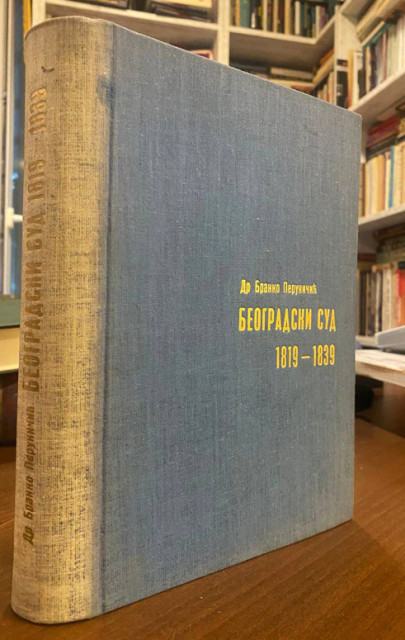 Др Бранко Перуничић
БЕОГРАДСКИ СУД
1819-1839
Др Бранко Перуничић БЕОГРАДСКИ СУД 1819 1839